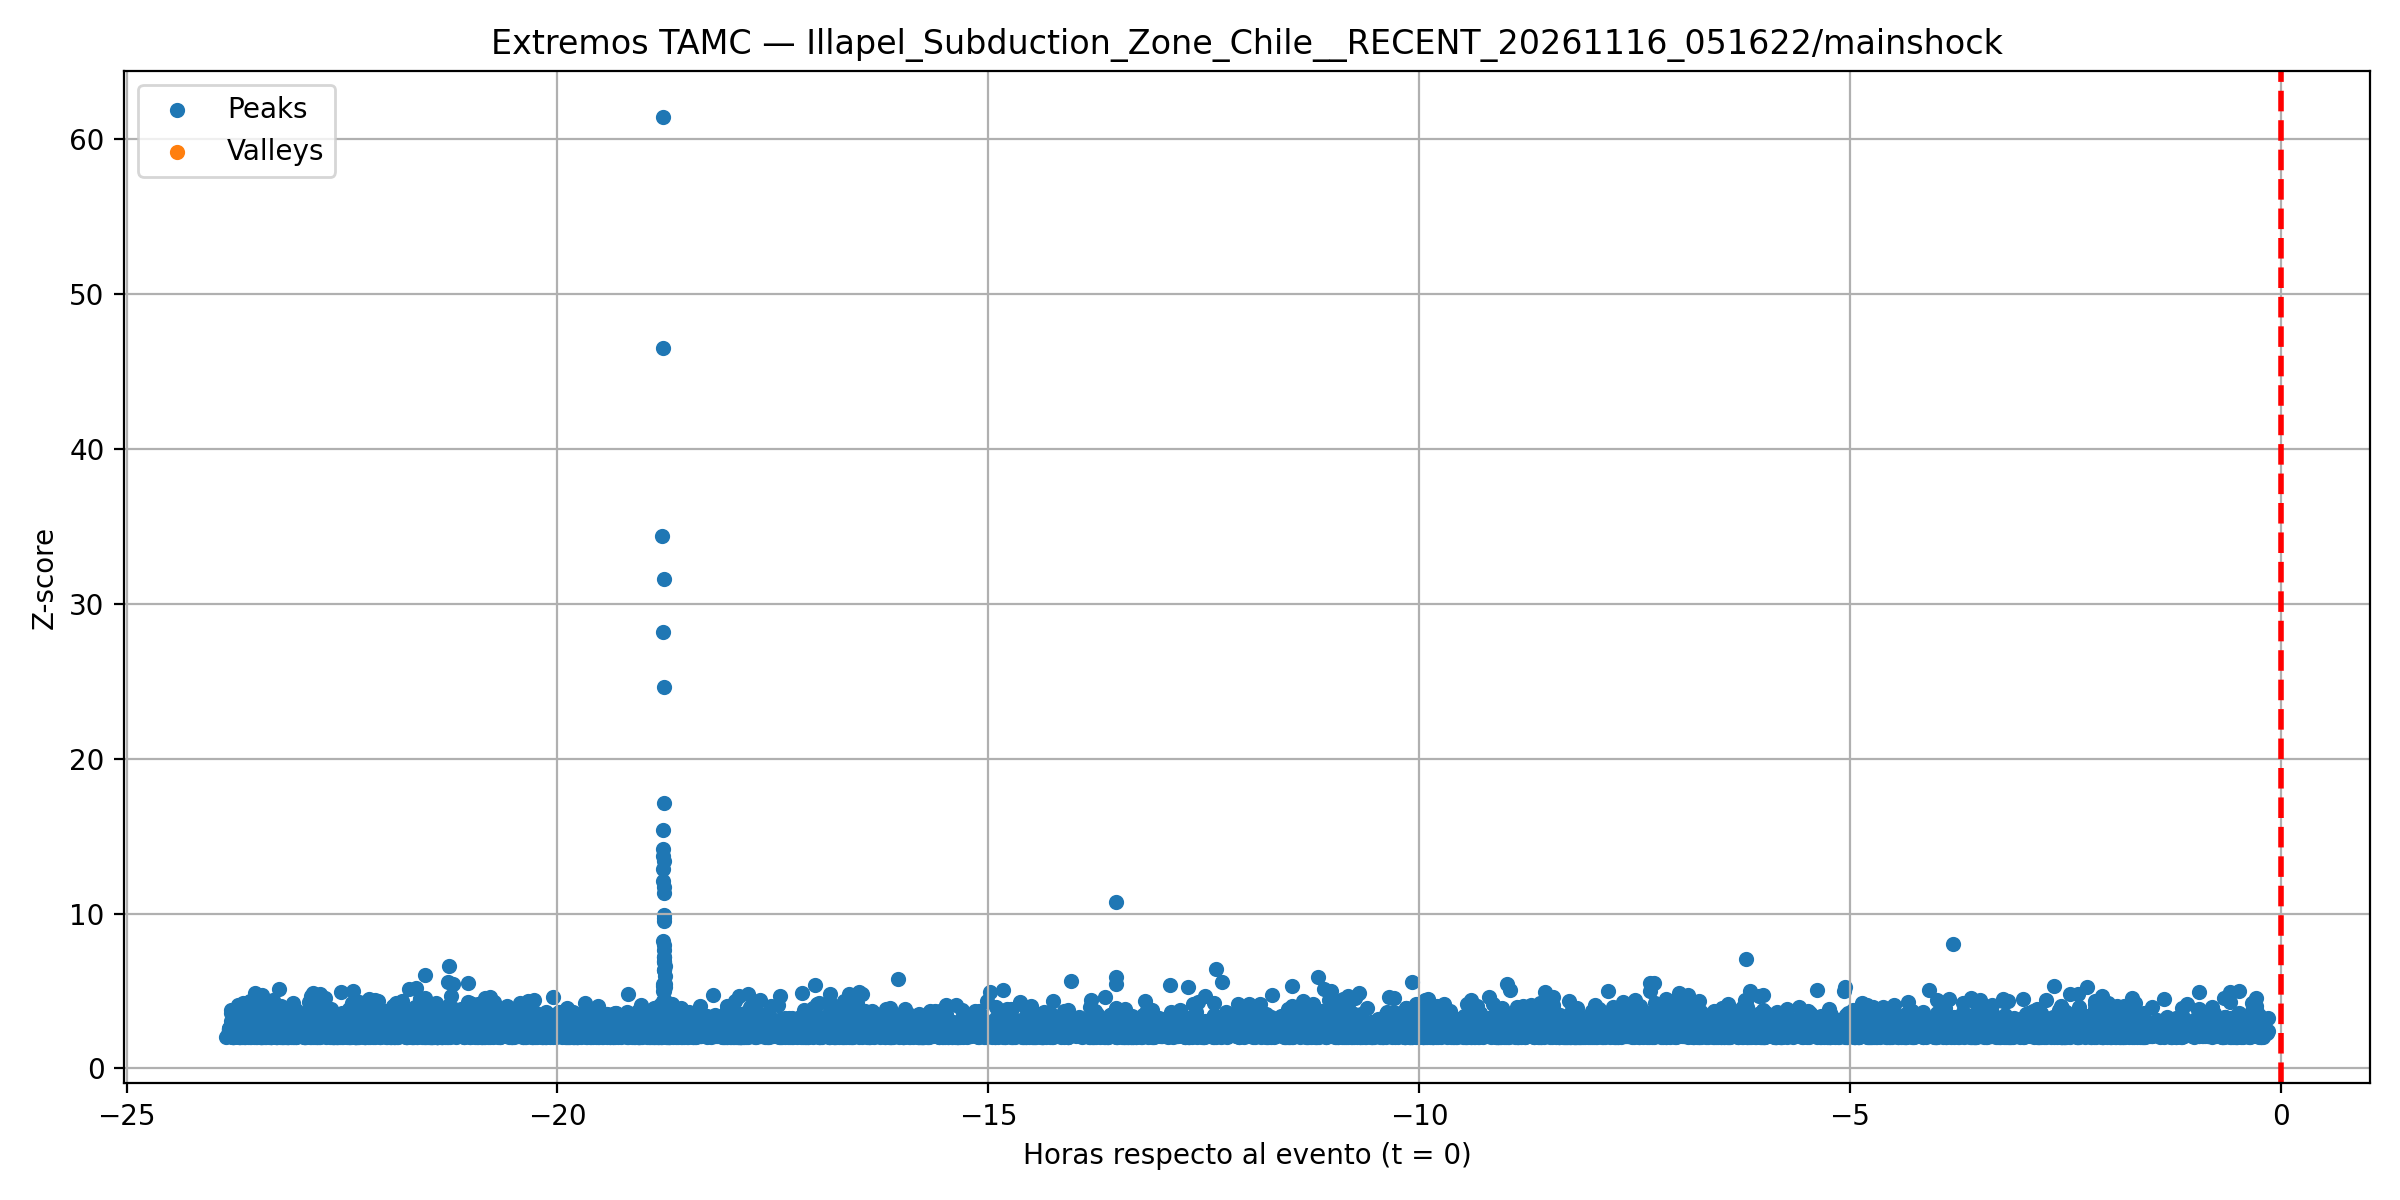 Extremos TAMC — Illapel_Subduction_Zone_Chile__RECENT_20261116_051622/mainshock
Peaks
Valleys
60
50
40
30
20
10
0
Z-score
−25 −20 −15 −10 −5 0
Horas respecto al evento (t = 0)